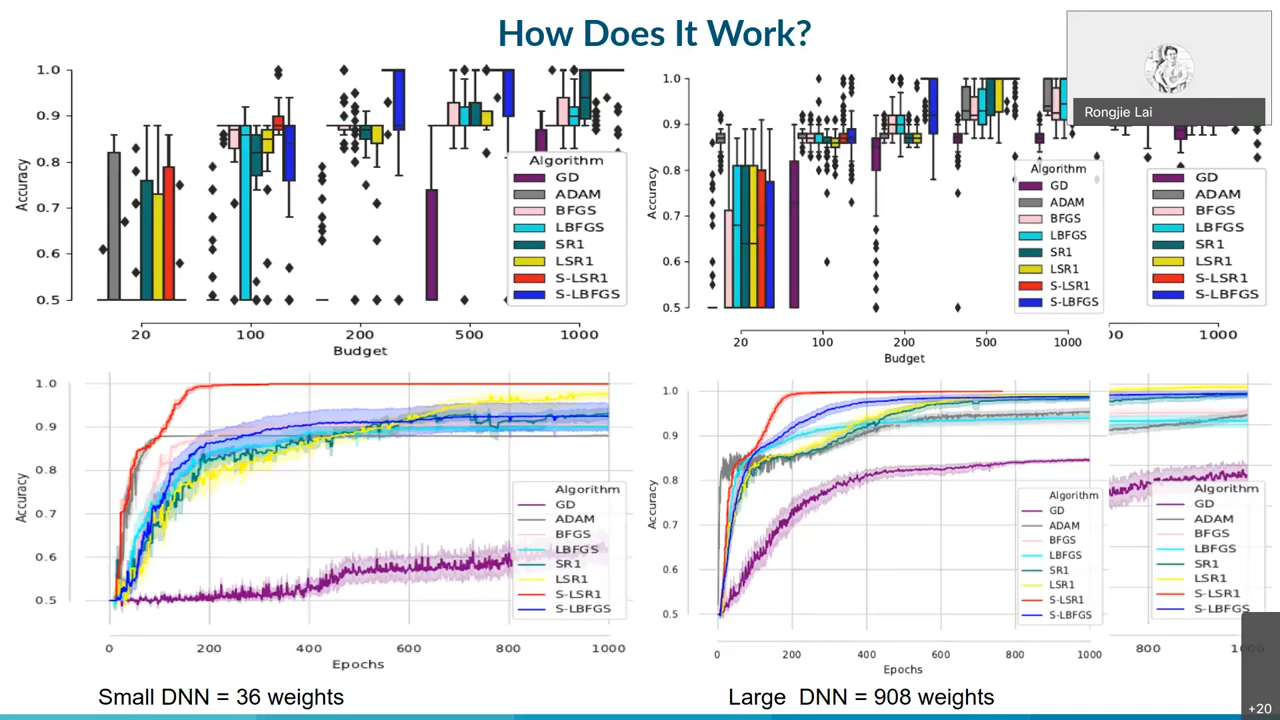 How Does It Work?
Rongjie Lai
1.0
0.9
0.8
0.7
0.6
0.5
Accuracy
20 100 200 500 1000
Budget
Algorithm
GD
ADAM
BFGS
LBFGS
SR1
LSR1
S-LSR1
S-LBFGS
1.0
0.9
0.8
0.7
0.6
0.5
Accuracy
20 100 200 500 1000
Budget
Algorithm
GD
ADAM
BFGS
LBFGS
SR1
LSR1
S-LSR1
S-LBFGS
GD
ADAM
BFGS
LBFGS
SR1
LSR1
S-LSR1
S-LBFGS
00 1000
1.0
0.9
0.8
0.7
0.6
0.5
Accuracy
0 200 400 600 800 1000
Epochs
Algorithm
GD
ADAM
BFGS
LBFGS
SR1
LSR1
S-LSR1
S-LBFGS
1.0
0.9
0.8
0.7
0.6
0.5
Accuracy
0 200 400 600 800 1000
Epochs
Algorithm
GD
ADAM
BFGS
LBFGS
SR1
LSR1
S-LSR1
S-LBFGS
Algorithm
GD
ADAM
BFGS
LBFGS
SR1
LSR1
S-LSR1
S-LBFGS
800 1000
Small DNN = 36 weights
Large DNN = 908 weights
+20